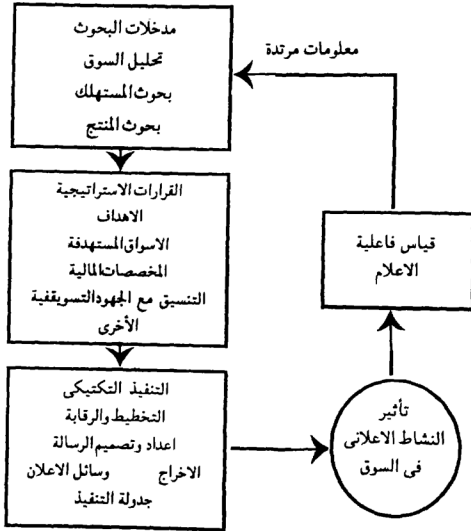 مدخلات البحوث
تحليل السوق
بحوث المستهلك
بحوث المنتج
معلومات مرتدة
القرارات الاستراتيجية
الاهداف
الاسواق المستهدفة
المخصصات المالية
التنسيق مع الجهود التسويقفية
الأخرى
قياس فاعلية
الاعلام
التنفيذ التكتيكى
التخطيط والرقابة
اعداد وتصميم الرسالة
الاخراج وسائل الاعلان
جدولة التنفيذ
تأثير
النشاط الاعلانى
فى السوق